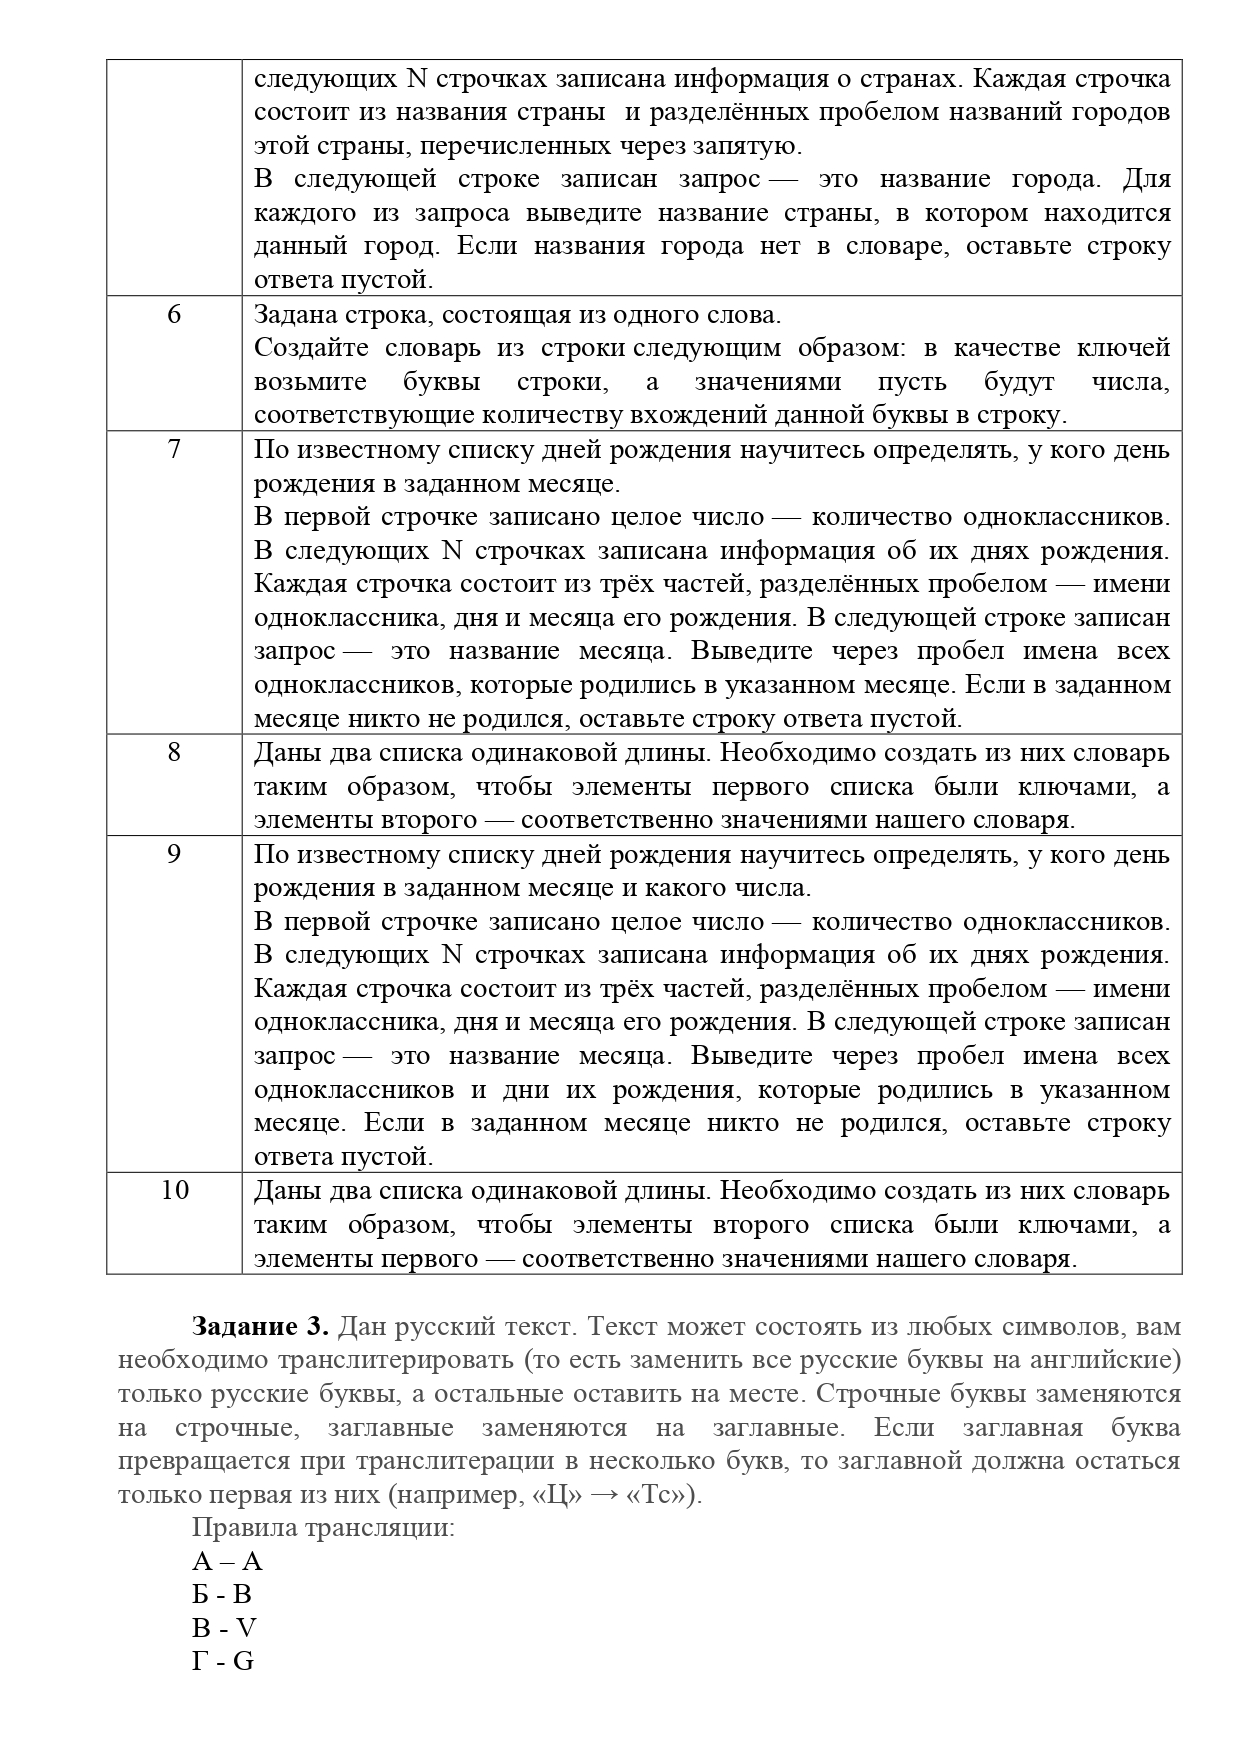 следующих N строчках записана информация о странах. Каждая строчка
состоит из названия страны и разделённых пробелом названий городов
этой страны, перечисленных через запятую.
В следующей строке записан запрос — это название города. Для
каждого из запроса выведите название страны, в котором находится
данный город. Если названия города нет в словаре, оставьте строку
ответа пустой.
6
Задана строка, состоящая из одного слова.
Создайте словарь из строки следующим образом: в качестве ключей
возьмите буквы строки, а значениями пусть будут числа,
соответствующие количеству вхождений данной буквы в строку.
7
По известному списку дней рождения научитесь определять, у кого день
рождения в заданном месяце.
В первой строчке записано целое число — количество одноклассников.
В следующих N строчках записана информация об их днях рождения.
Каждая строчка состоит из трёх частей, разделённых пробелом — имени
одноклассника, дня и месяца его рождения. В следующей строке записан
запрос — это название месяца. Выведите через пробел имена всех
одноклассников, которые родились в указанном месяце. Если в заданном
месяце никто не родился, оставьте строку ответа пустой.
8
Даны два списка одинаковой длины. Необходимо создать из них словарь
таким образом, чтобы элементы первого списка были ключами, а
элементы второго — соответственно значениями нашего словаря.
9
По известному списку дней рождения научитесь определять, у кого день
рождения в заданном месяце и какого числа.
В первой строчке записано целое число — количество одноклассников.
В следующих N строчках записана информация об их днях рождения.
Каждая строчка состоит из трёх частей, разделённых пробелом — имени
одноклассника, дня и месяца его рождения. В следующей строке записан
запрос — это название месяца. Выведите через пробел имена всех
одноклассников и дни их рождения, которые родились в указанном
месяце. Если в заданном месяце никто не родился, оставьте строку
ответа пустой.
10
Даны два списка одинаковой длины. Необходимо создать из них словарь
таким образом, чтобы элементы второго списка были ключами, а
элементы первого — соответственно значениями нашего словаря.
Задание 3. Дан русский текст. Текст может состоять из любых символов, вам
необходимо транслитерировать (то есть заменить все русские буквы на английские)
только русские буквы, а остальные оставить на месте. Строчные буквы заменяются
на строчные, заглавные заменяются на заглавные. Если заглавная буква
превращается при транслитерации в несколько букв, то заглавной должна остаться
только первая из них (например, «Ц» → «Tc»).
Правила трансляции:
А – A
Б - B
В - V
Г - G